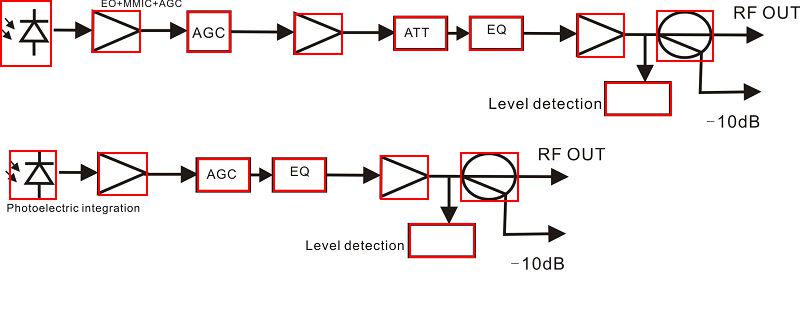 EO+MMIC+AGC
RF OUT
AGC
ATT
EQ
Level detection
-10dB
RF OUT
AGC
EQ
Photoelectric integration
Level detection
-10dB